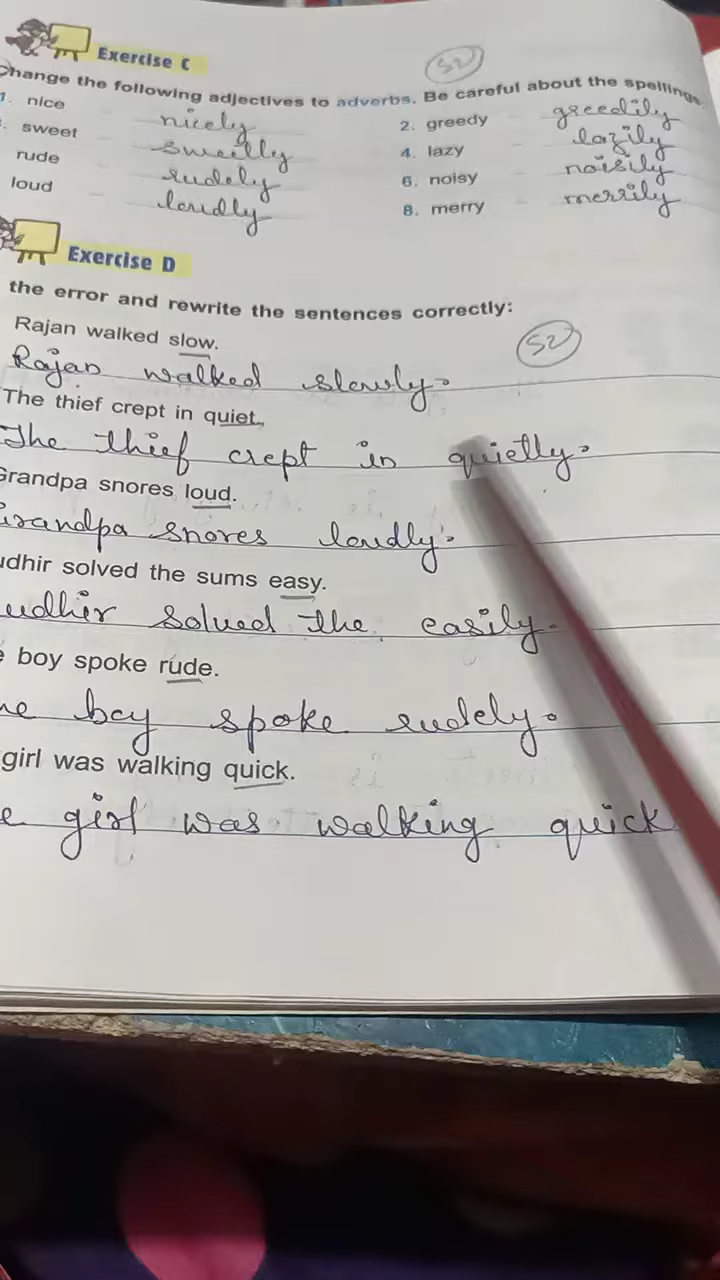 Exercise C
52
Change the following adjectives to adverbs. Be careful about the spellings
1. nice nicely 2. greedy greedily
sweet sweetly 4. lazy lazily
rude rudely 6. noisy noisily
loud loudly 8. merry merrily
Exercise D
the error and rewrite the sentences correctly:
52
Rajan walked slow.
Rajan walked slowly.
The thief crept in quiet.
The thief crept in quietly.
Grandpa snores loud.
Grandpa snores loudly.
udhir solved the sums easy.
udhir solved the easily.
boy spoke rude.
boy spoke rudely.
girl was walking quick.
girl was walking quick